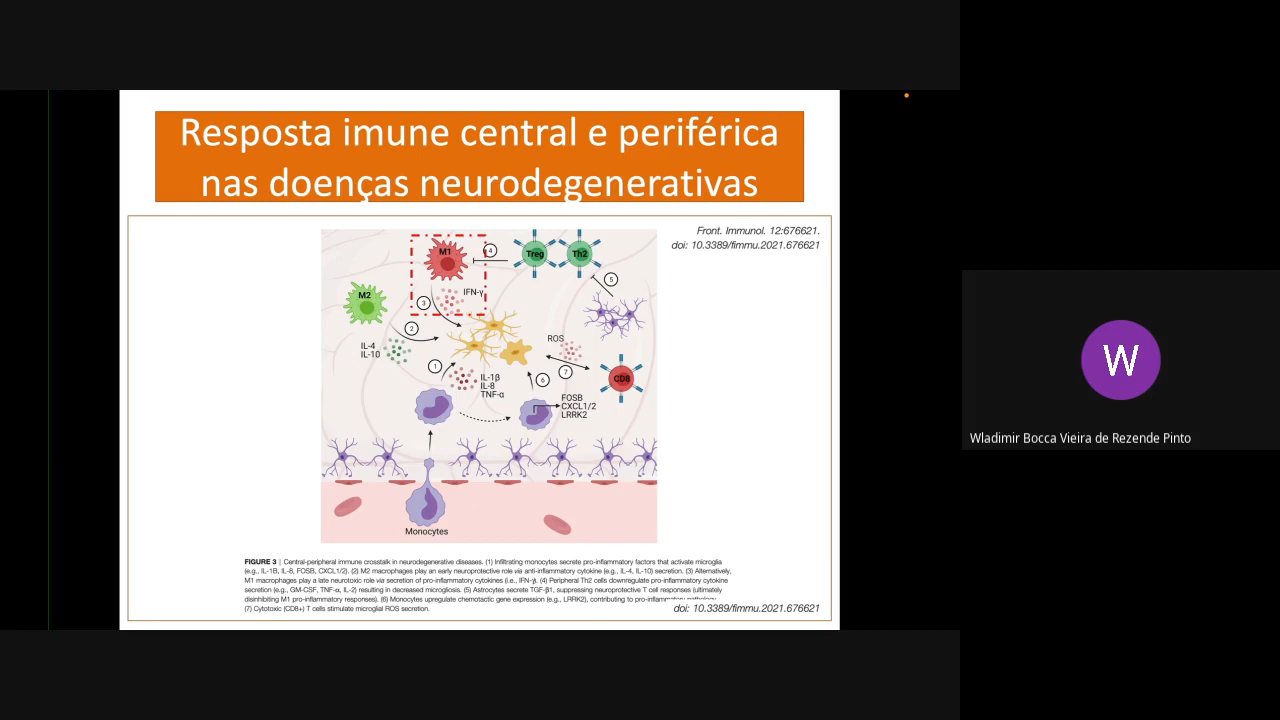 Resposta imune central e periférica
nas doenças neurodegenerativas
Front. Immunol. 12:676621.
doi: 10.3389/fimmu.2021.676621
M1
4
Treg
Th2
5
M2
3
IFN-γ
2
IL-4
IL-10
ROS
1
IL-1β
IL-8
TNF-α
6
7
CD8
FOSB
CXCL1/2
LRRK2
Monocytes
FIGURE 3 | Central-peripheral immune crosstalk in neurodegenerative diseases. (1) Infiltrating monocytes secrete pro-inflammatory factors that activate microglia
(e.g., IL-1B, IL-8, FOSB, CXCL1/2). (2) M2 macrophages play an early neuroprotective role via anti-inflammatory cytokine (e.g., IL-4, IL-10) secretion. (3) Alternatively,
M1 macrophages play a late neurotoxic role via secretion of pro-inflammatory cytokines (i.e., IFN-γ). (4) Peripheral Th2 cells downregulate pro-inflammatory cytokine
secretion (e.g., GM-CSF, TNF-α, IL-2) resulting in decreased microgliosis. (5) Astrocytes secrete TGF-β1, suppressing neuroprotective T cell responses (ultimately
disinhibiting M1 pro-inflammatory responses). (6) Monocytes upregulate chemotactic gene expression (e.g., LRRK2), contributing to pro-inflammatory pathology.
(7) Cytotoxic (CD8+) T cells stimulate microglial ROS secretion.
doi: 10.3389/fimmu.2021.676621
W
Wladimir Bocca Vieira de Rezende Pinto